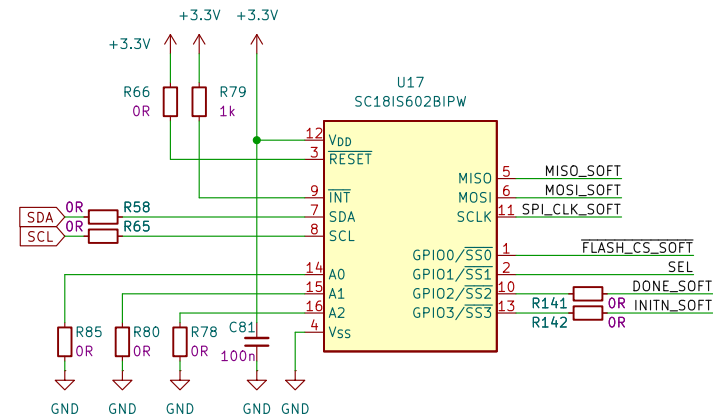 +3.3V +3.3V
+3.3V
R66 R79
0R 1k
U17
SC18IS602BIPW
12 VDD
3 RESET
MISO 5 MISO_SOFT
9 INT
MOSI 6 MOSI_SOFT
SDA 0R R58 7 SDA
SCLK 11 SPI_CLK_SOFT
SCL 0R R65 8 SCL
GPIO0/SS0 1 FLASH_CS_SOFT
14 A0 GPIO1/SS1 2 SEL
15 A1 GPIO2/SS2 10 R141 0R DONE_SOFT
16 A2 GPIO3/SS3 13 R142 0R INITN_SOFT
4 VSS
R85 R80 R78 C81
0R 0R 0R 100n
GND GND GND GND GND